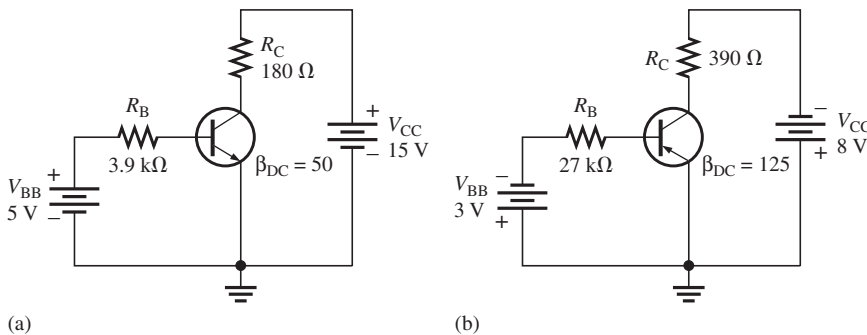 R_C
180 Ω
R_B
3.9 kΩ
+
V_BB
5 V
−
β_DC = 50
+
V_CC
15 V
−
(a)
R_C
390 Ω
R_B
27 kΩ
−
V_BB
3 V
+
β_DC = 125
−
V_CC
8 V
+
(b)